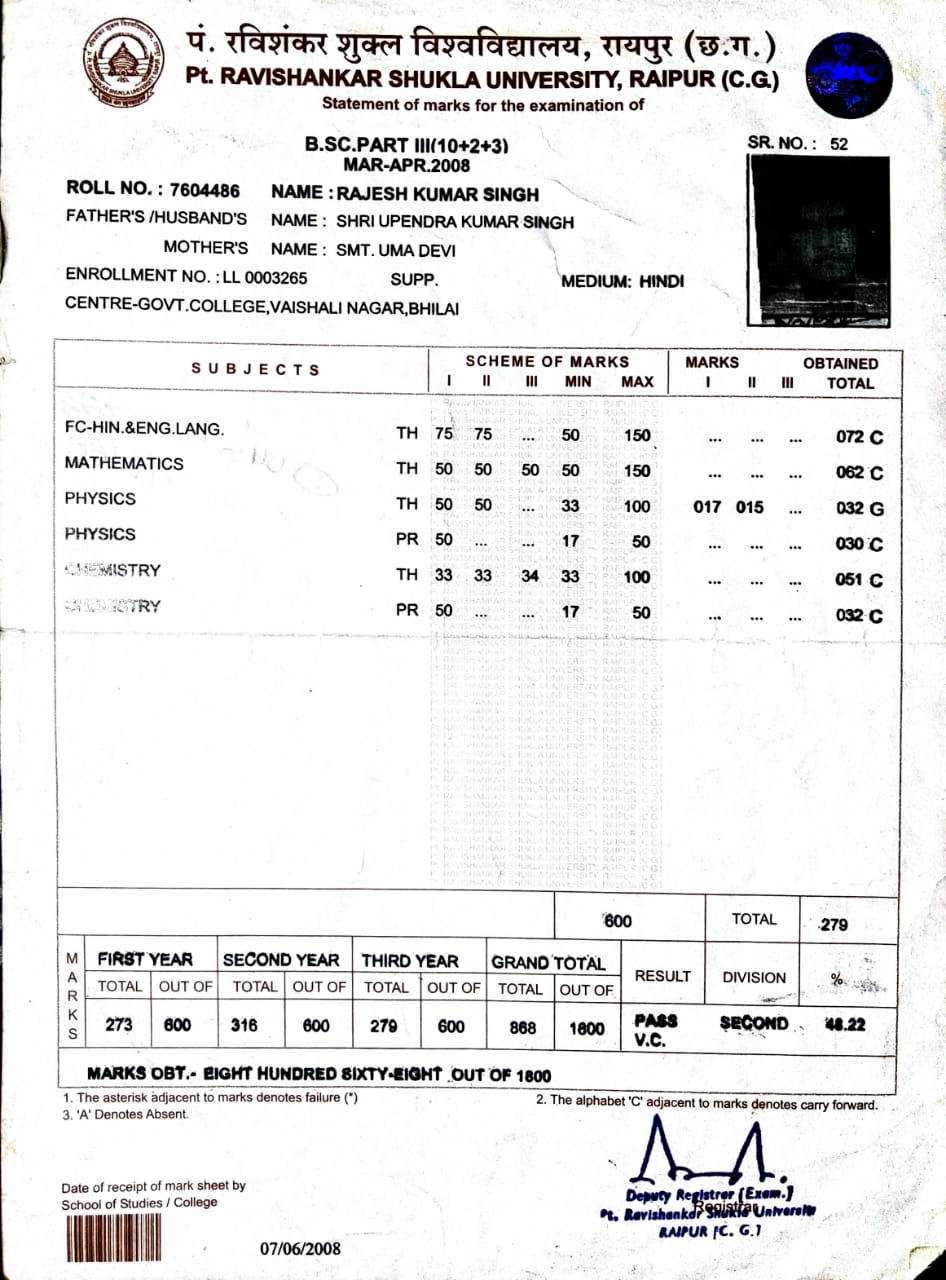 पं. रविशंकर शुक्ल विश्वविद्यालय, रायपुर (छ.ग.)
Pt. RAVISHANKAR SHUKLA UNIVERSITY, RAIPUR (C.G.)
Statement of marks for the examination of
B.SC.PART III(10+2+3)
MAR-APR.2008
SR. NO. : 52
ROLL NO. : 7604486 NAME : RAJESH KUMAR SINGH
FATHER'S /HUSBAND'S NAME : SHRI UPENDRA KUMAR SINGH
MOTHER'S NAME : SMT. UMA DEVI
ENROLLMENT NO. : LL 0003265 SUPP. MEDIUM: HINDI
CENTRE-GOVT.COLLEGE,VAISHALI NAGAR,BHILAI
SUBJECTS SCHEME OF MARKS MARKS OBTAINED
I II III MIN MAX I II III TOTAL
FC-HIN.&ENG.LANG. TH 75 75 ... 50 150 ... ... ... 072 C
MATHEMATICS TH 50 50 50 50 150 ... ... ... 062 C
PHYSICS TH 50 50 ... 33 100 017 015 ... 032 G
PHYSICS PR 50 ... ... 17 50 ... ... ... 030 C
CHEMISTRY TH 33 33 34 33 100 ... ... ... 051 C
CHEMISTRY PR 50 ... ... 17 50 ... ... ... 032 C
600 TOTAL 279
MARKS
FIRST YEAR SECOND YEAR THIRD YEAR GRAND TOTAL RESULT DIVISION %
TOTAL OUT OF TOTAL OUT OF TOTAL OUT OF TOTAL OUT OF
273 600 316 600 279 600 868 1800 PASS SECOND 48.22
V.C.
MARKS OBT.- EIGHT HUNDRED SIXTY-EIGHT OUT OF 1800
1. The asterisk adjacent to marks denotes failure (*) 2. The alphabet 'C' adjacent to marks denotes carry forward.
3. 'A' Denotes Absent.
Date of receipt of mark sheet by
School of Studies / College
Deputy Registrar (Exam.)
Registrar
Pt. Ravishankar Shukla University
RAIPUR (C. G.)
07/06/2008